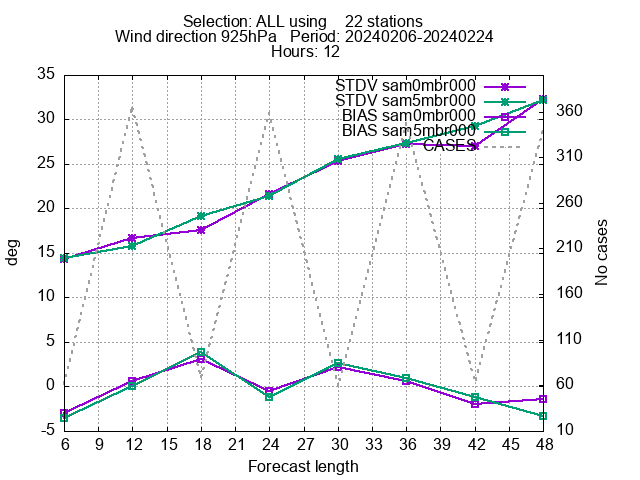 Selection: ALL using    22 stations
Wind direction 925hPa   Period: 20240206-20240224
Hours: 12
STDV sam0mbr000
STDV sam5mbr000
BIAS sam0mbr000
BIAS sam5mbr000
CASES
deg
35
30
25
20
15
10
5
0
-5
No cases
360
310
260
210
160
110
60
10
6 9 12 15 18 21 24 27 30 33 36 39 42 45 48
Forecast length